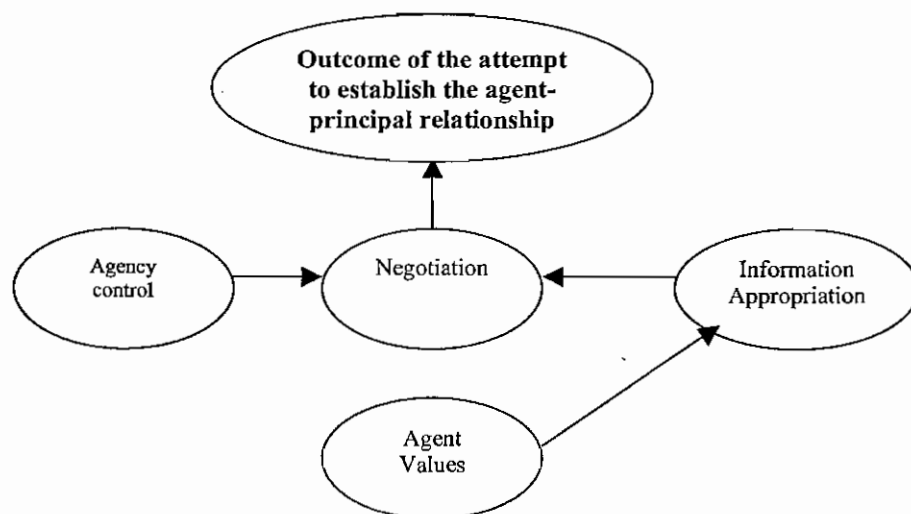 Outcome of the attempt
to establish the agent-
principal relationship
Agency
control
Negotiation
Information
Appropriation
Agent
Values